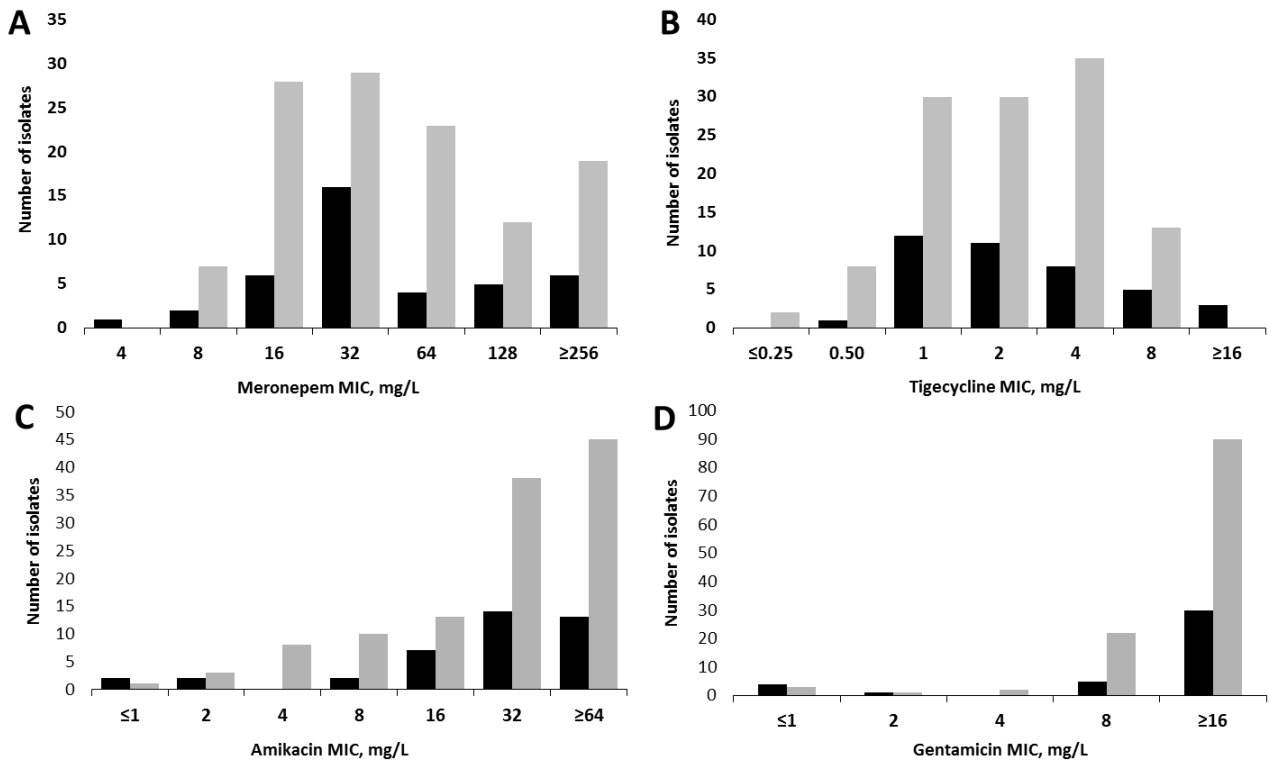 A
35
30
25
20
15
10
5
0
Number of isolates
4 8 16 32 64 128 ≥256
Meronepem MIC, mg/L
B
40
35
30
25
20
15
10
5
0
Number of isolates
≤0.25 0.50 1 2 4 8 ≥16
Tigecycline MIC, mg/L
C
50
45
40
35
30
25
20
15
10
5
0
Number of isolates
≤1 2 4 8 16 32 ≥64
Amikacin MIC, mg/L
D
100
90
80
70
60
50
40
30
20
10
0
Number of isolates
≤1 2 4 8 ≥16
Gentamicin MIC, mg/L